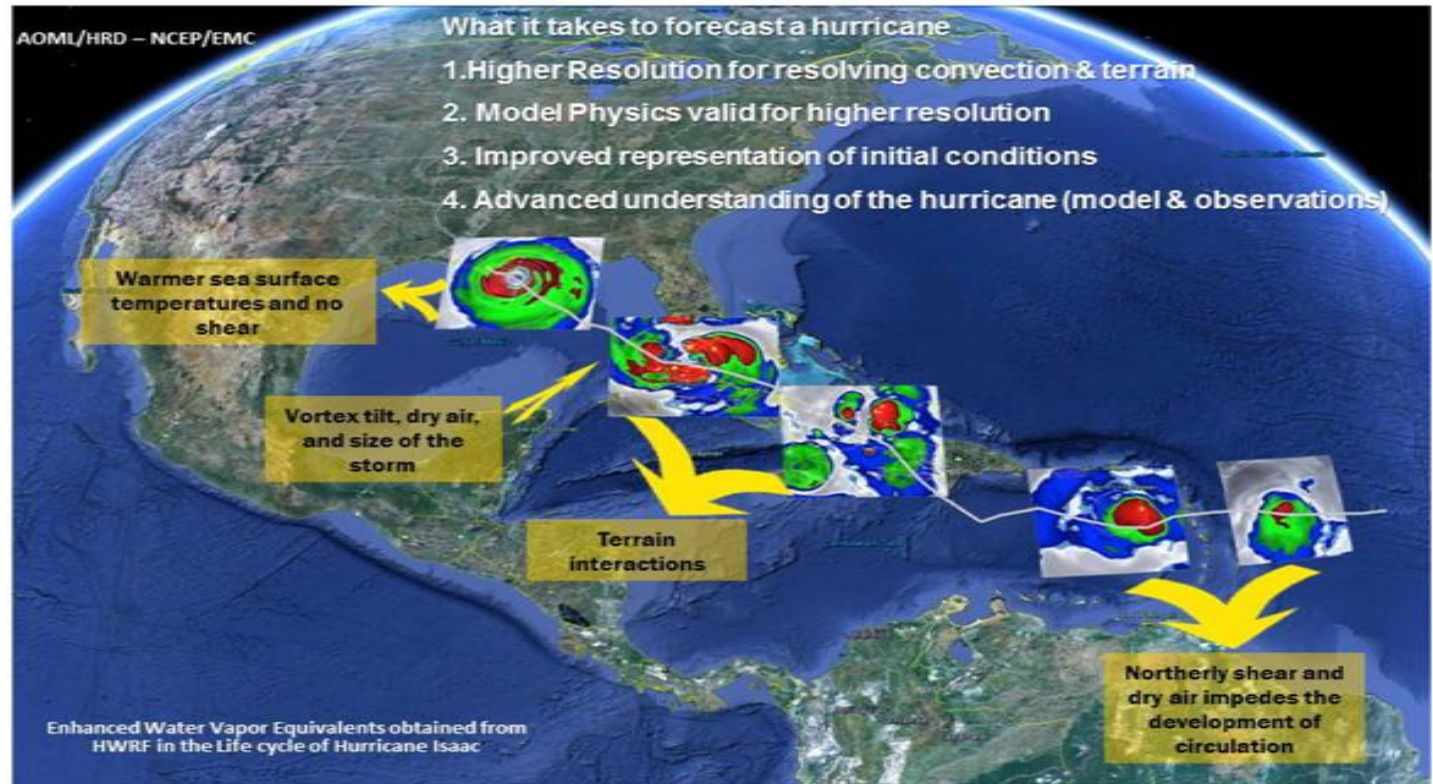 AOML/HRD – NCEP/EMC
What it takes to forecast a hurricane
1.Higher Resolution for resolving convection & terrain
2. Model Physics valid for higher resolution
3. Improved representation of initial conditions
4. Advanced understanding of the hurricane (model & observations)
Warmer sea surface
temperatures and no
shear
Vortex tilt, dry air,
and size of the
storm
Terrain
interactions
Northerly shear and
dry air impedes the
development of
circulation
Enhanced Water Vapor Equivalents obtained from
HWRF in the Life cycle of Hurricane Isaac